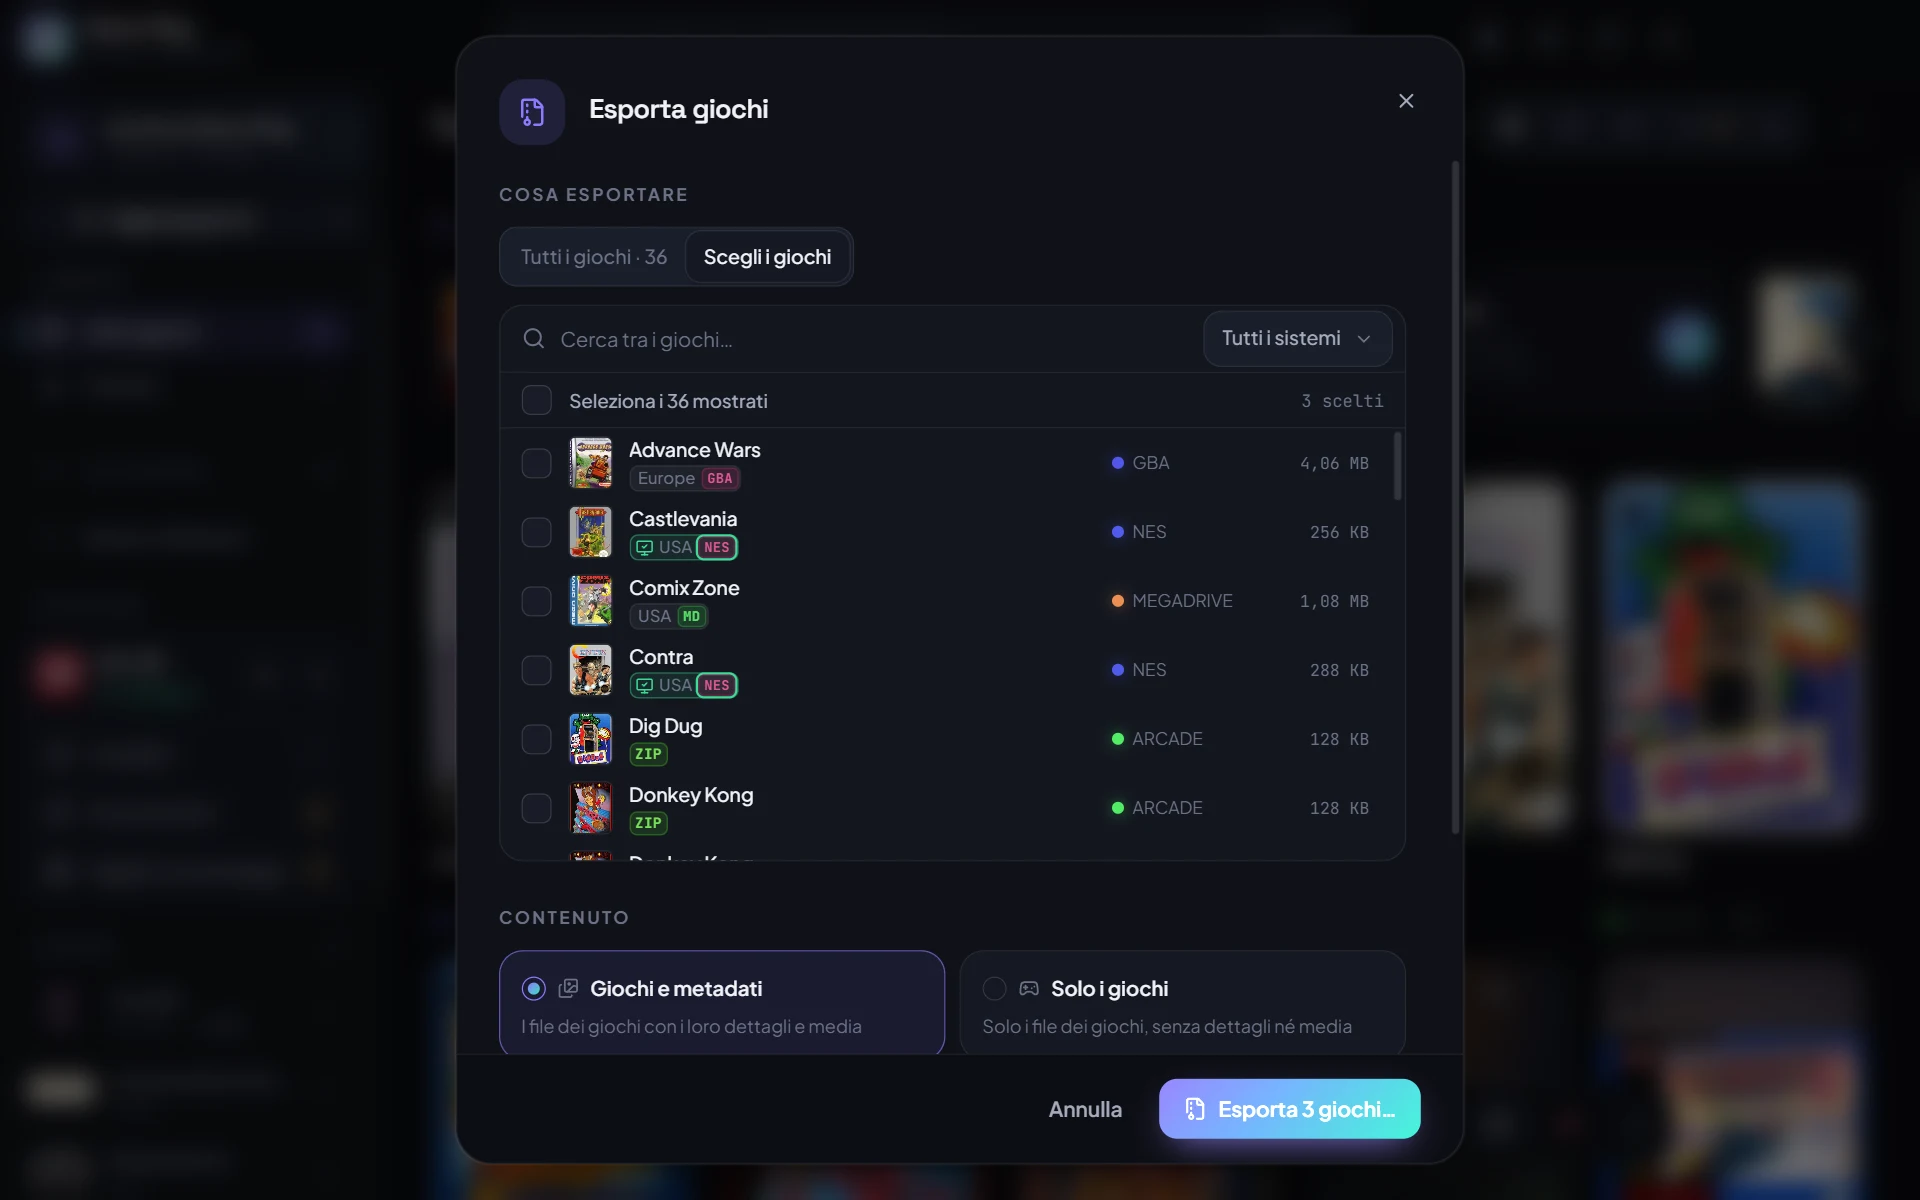 Esporta giochi
COSA ESPORTARE
Tutti i giochi · 36
Scegli i giochi
Cerca tra i giochi...
Tutti i sistemi
Seleziona i 36 mostrati
3 scelti
Advance Wars
Europe GBA
GBA
4,06 MB
Castlevania
USA NES
NES
256 KB
Comix Zone
USA MD
MEGADRIVE
1,08 MB
Contra
USA NES
NES
288 KB
Dig Dug
ZIP
ARCADE
128 KB
Donkey Kong
ZIP
ARCADE
128 KB
Donkey Kong
CONTENUTO
Giochi e metadati
I file dei giochi con i loro dettagli e media
Solo i giochi
Solo i file dei giochi, senza dettagli né media
Annulla
Esporta 3 giochi...